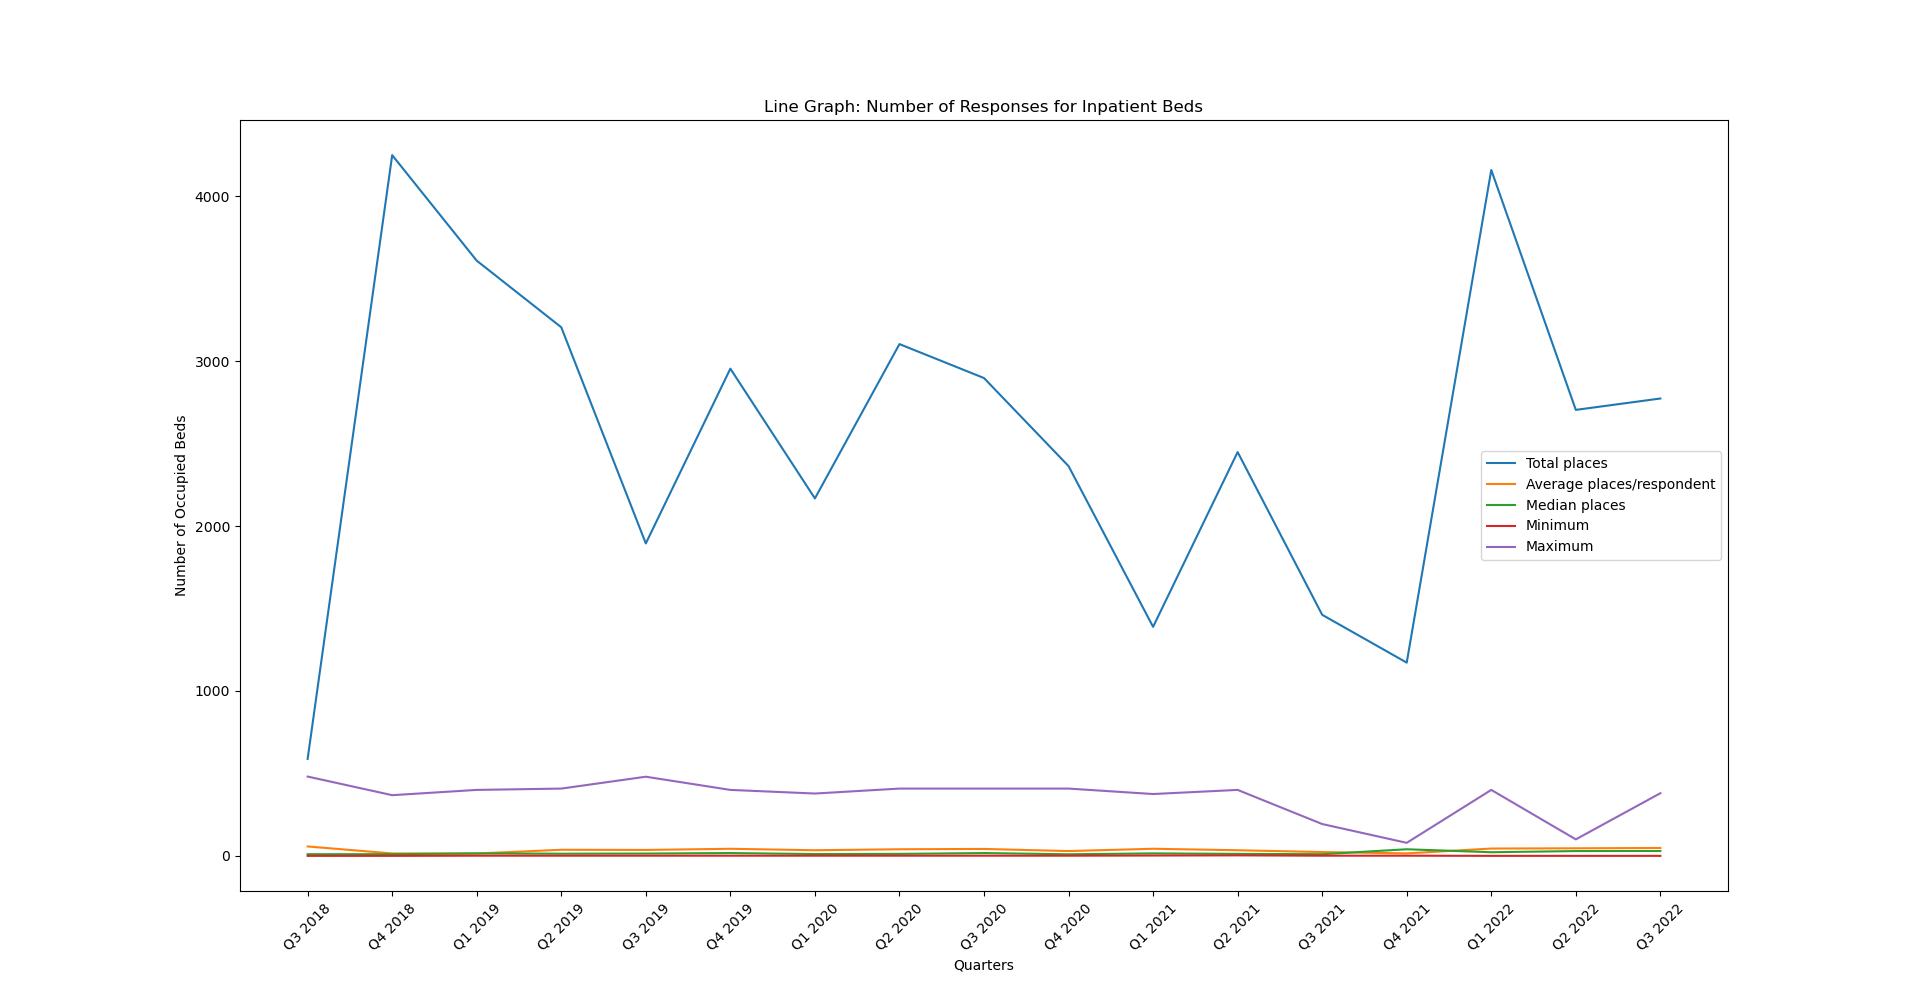 Line Graph: Number of Responses for Inpatient Beds
Number of Occupied Beds
4000
3000
2000
1000
0
Total places
Average places/respondent
Median places
Minimum
Maximum
Q3 2018
Q4 2018
Q1 2019
Q2 2019
Q3 2019
Q4 2019
Q1 2020
Q2 2020
Q3 2020
Q4 2020
Q1 2021
Q2 2021
Q3 2021
Q4 2021
Q1 2022
Q2 2022
Q3 2022
Quarters